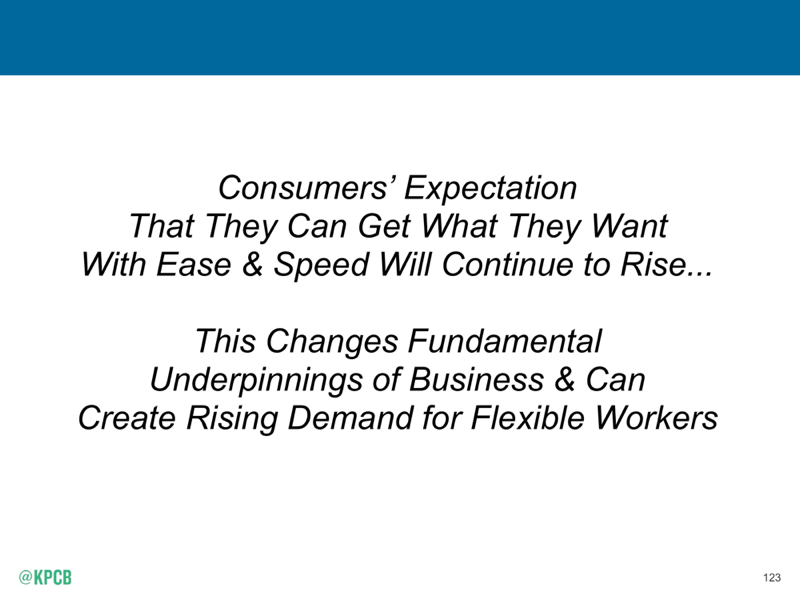 Consumers’ Expectation
That They Can Get What They Want
With Ease & Speed Will Continue to Rise...
This Changes Fundamental
Underpinnings of Business & Can
Create Rising Demand for Flexible Workers
@KPCB
123